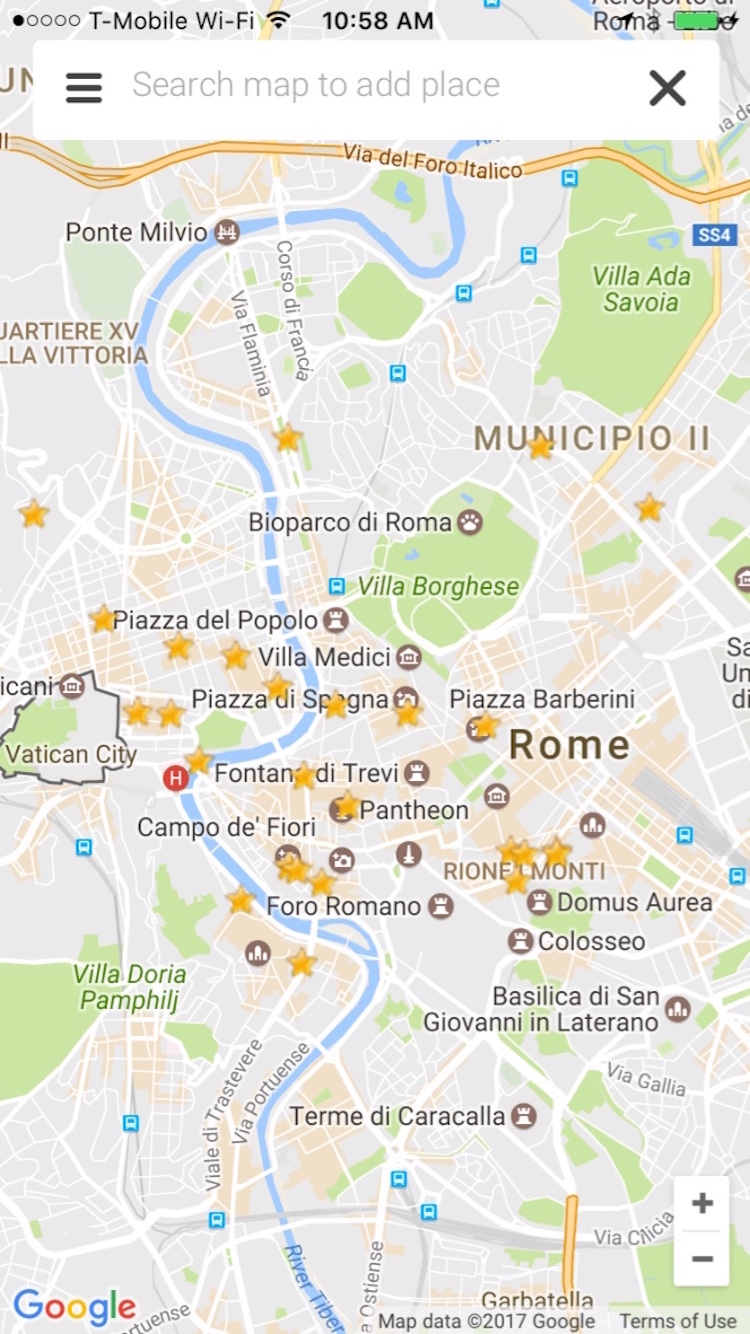 T-Mobile Wi-Fi 10:58 AM
Roma
Search map to add place
Via del Foro Italico
Ponte Milvio
SS4
Corso di Francia
Via Flaminia
Villa Ada
Savoia
UARTIERE XV
LLA VITTORIA
MUNICIPIO II
Bioparco di Roma
Villa Borghese
Piazza del Popolo
Villa Medici
icani
Piazza di Spagna
Piazza Barberini
Vatican City
Rome
H
Fontana di Trevi
Pantheon
Campo de' Fiori
RIONE I MONTI
Foro Romano
Domus Aurea
Colosseo
Villa Doria
Pamphilj
Basilica di San
Giovanni in Laterano
Via Gallia
Viale di Trastevere
Via Portuense
Terme di Caracalla
Via Cilicia
River Tiber
a Ostiense
Garbatella
Google
rtuense
Map data ©2017 Google
Terms of Use